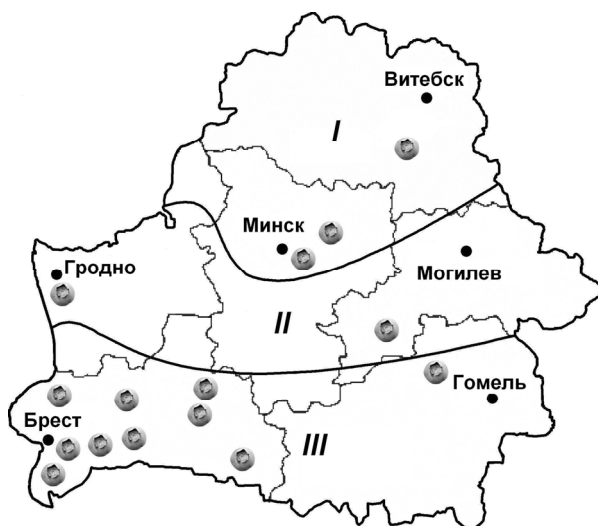 Витебск
I
Минск
Гродно
Могилев
II
Гомель
Брест
III